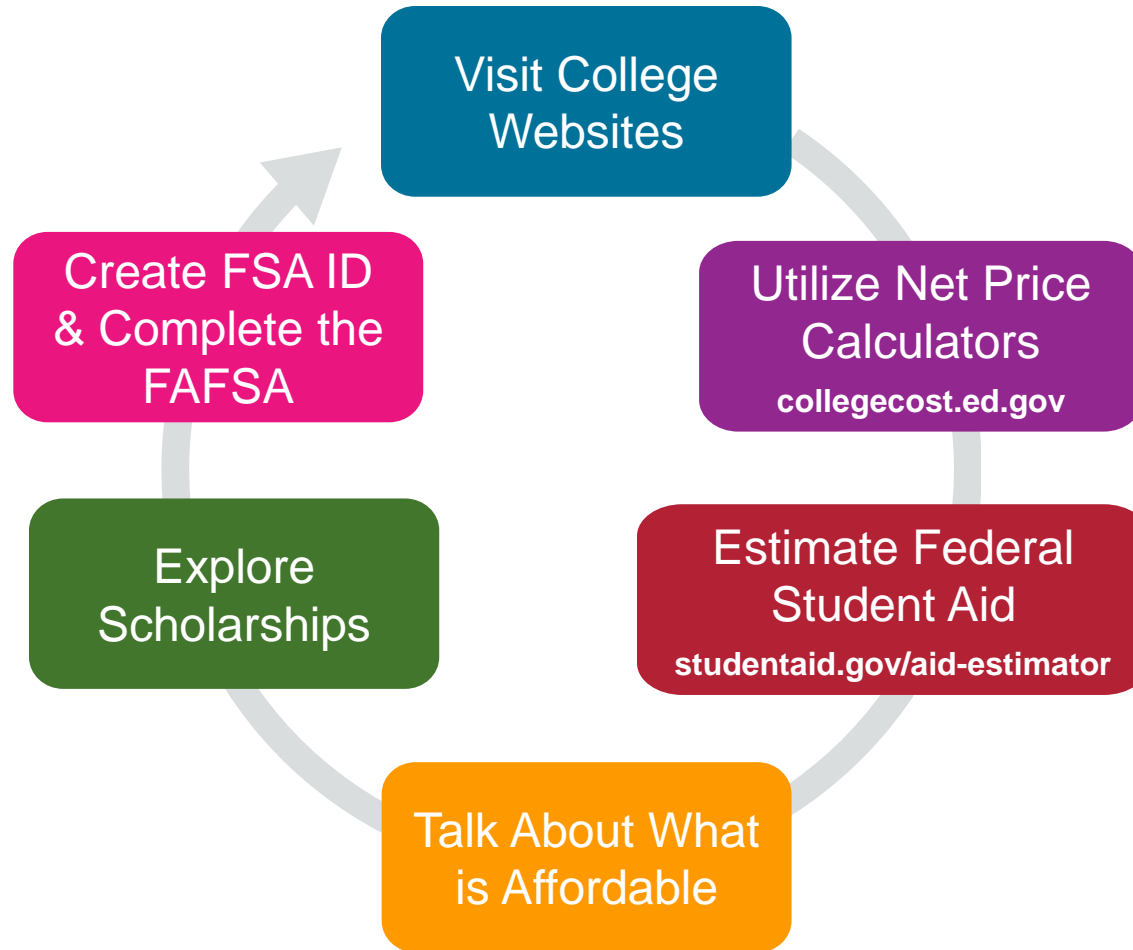 Visit College
Websites
Utilize Net Price
Calculators
collegecost.ed.gov
Estimate Federal
Student Aid
studentaid.gov/aid-estimator
Talk About What
is Affordable
Explore
Scholarships
Create FSA ID
& Complete the
FAFSA